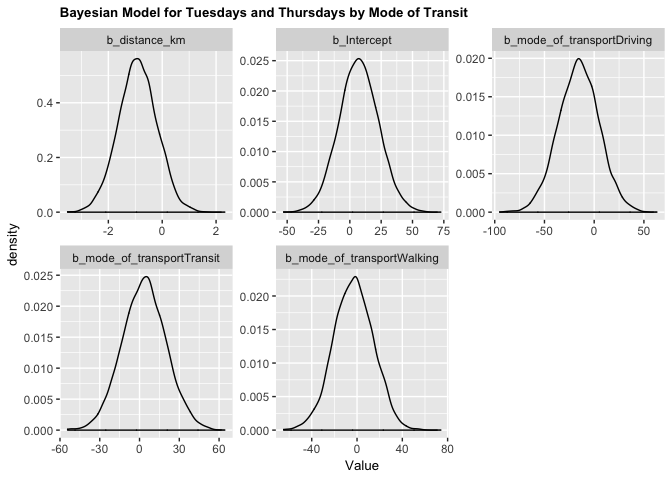 Bayesian Model for Tuesdays and Thursdays by Mode of Transit
b_distance_km
b_Intercept
b_mode_of_transportDriving
0.4
0.2
0.0
-2 0 2
0.025
0.020
0.015
0.010
0.005
0.000
-50 -25 0 25 50 75
0.020
0.015
0.010
0.005
0.000
-100 -50 0 50
density
b_mode_of_transportTransit
b_mode_of_transportWalking
0.025
0.020
0.015
0.010
0.005
0.000
-60 -30 0 30 60
0.020
0.015
0.010
0.005
0.000
-40 0 40 80
Value